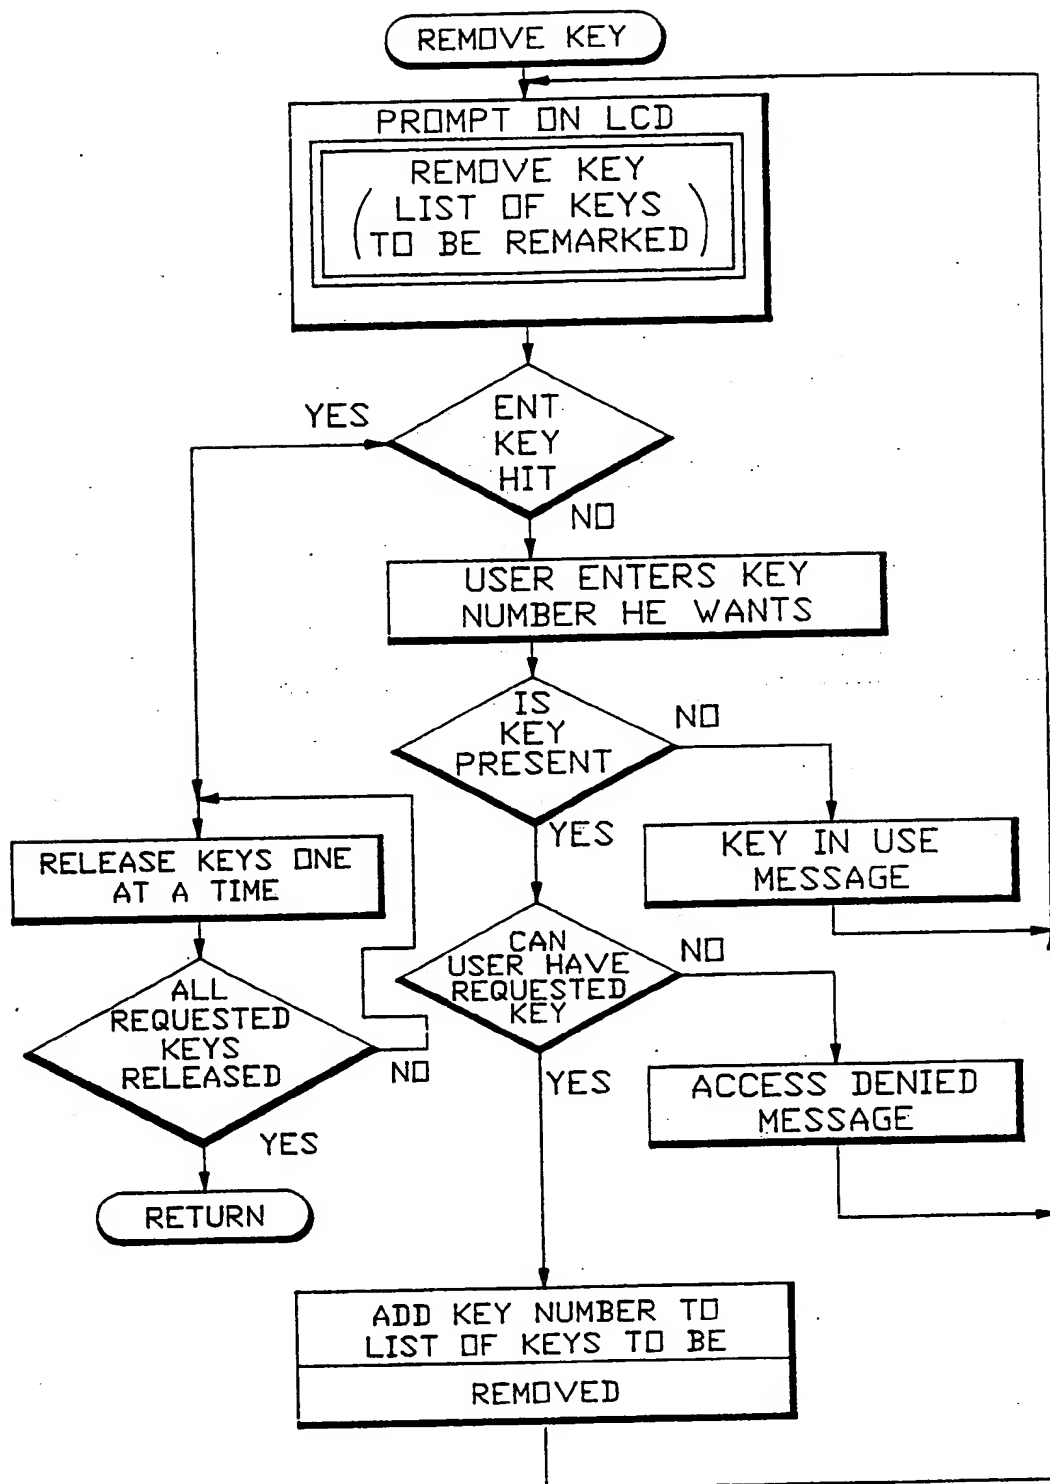 REMOVE KEY
PROMPT ON LCD
REMOVE KEY
(LIST OF KEYS
TO BE REMARKED)
YES
ENT
KEY
HIT
NO
USER ENTERS KEY
NUMBER HE WANTS
IS
KEY
PRESENT
NO
YES
KEY IN USE
MESSAGE
RELEASE KEYS ONE
AT A TIME
CAN
USER HAVE
REQUESTED
KEY
NO
YES
ALL
REQUESTED
KEYS
RELEASED
NO
YES
ACCESS DENIED
MESSAGE
RETURN
ADD KEY NUMBER TO
LIST OF KEYS TO BE
REMOVED